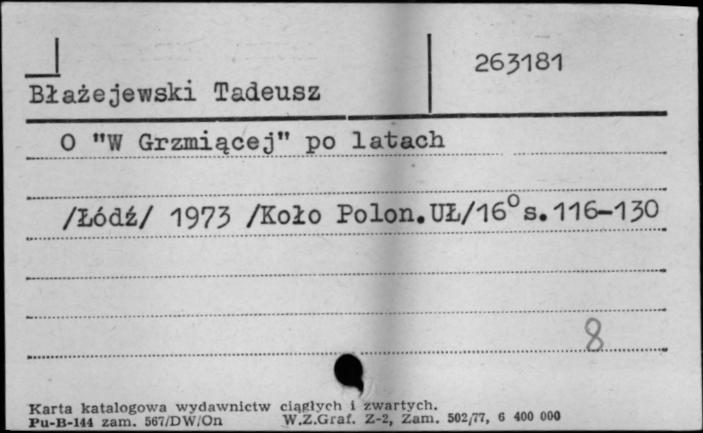 263181
Błażejewski Tadeusz
O "W Grzmiącej" po latach
/Łódź/ 1973 /Koło Polon.UŁ/16° s.116-130
8
Karta katalogowa wydawnictw ciągłych i zwartych.
Pu-B-144 zam. 567/DW/On W.Z.Graf. Z-2, Zam. 502/77, 6 400 000